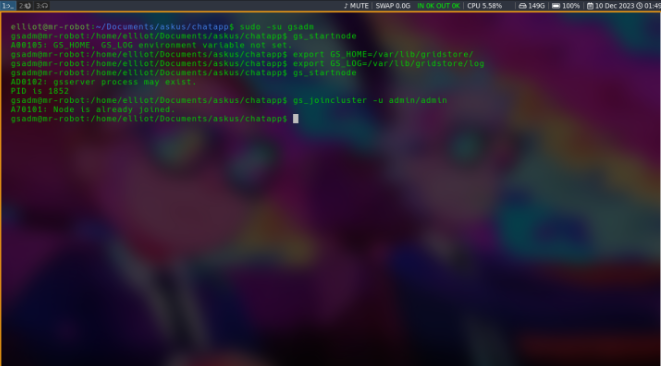 1 2 3 ♪ MUTE | SWAP 0.0G IN 0K OUT 0K | CPU 5.58% 149G | 100% | 10 Dec 2023 01:49
elliot@mr-robot:~/Documents/askus/chatapp$ sudo -su gsadm
gsadm@mr-robot:/home/elliot/Documents/askus/chatapp$ gs_startnode
A00105: GS_HOME, GS_LOG environment variable not set.
gsadm@mr-robot:/home/elliot/Documents/askus/chatapp$ export GS_HOME=/var/lib/gridstore/
gsadm@mr-robot:/home/elliot/Documents/askus/chatapp$ export GS_LOG=/var/lib/gridstore/log
gsadm@mr-robot:/home/elliot/Documents/askus/chatapp$ gs_startnode
AD0102: gsserver process may exist.
PID is 1852
gsadm@mr-robot:/home/elliot/Documents/askus/chatapp$ gs_joincluster -u admin/admin
A70101: Node is already joined.
gsadm@mr-robot:/home/elliot/Documents/askus/chatapp$